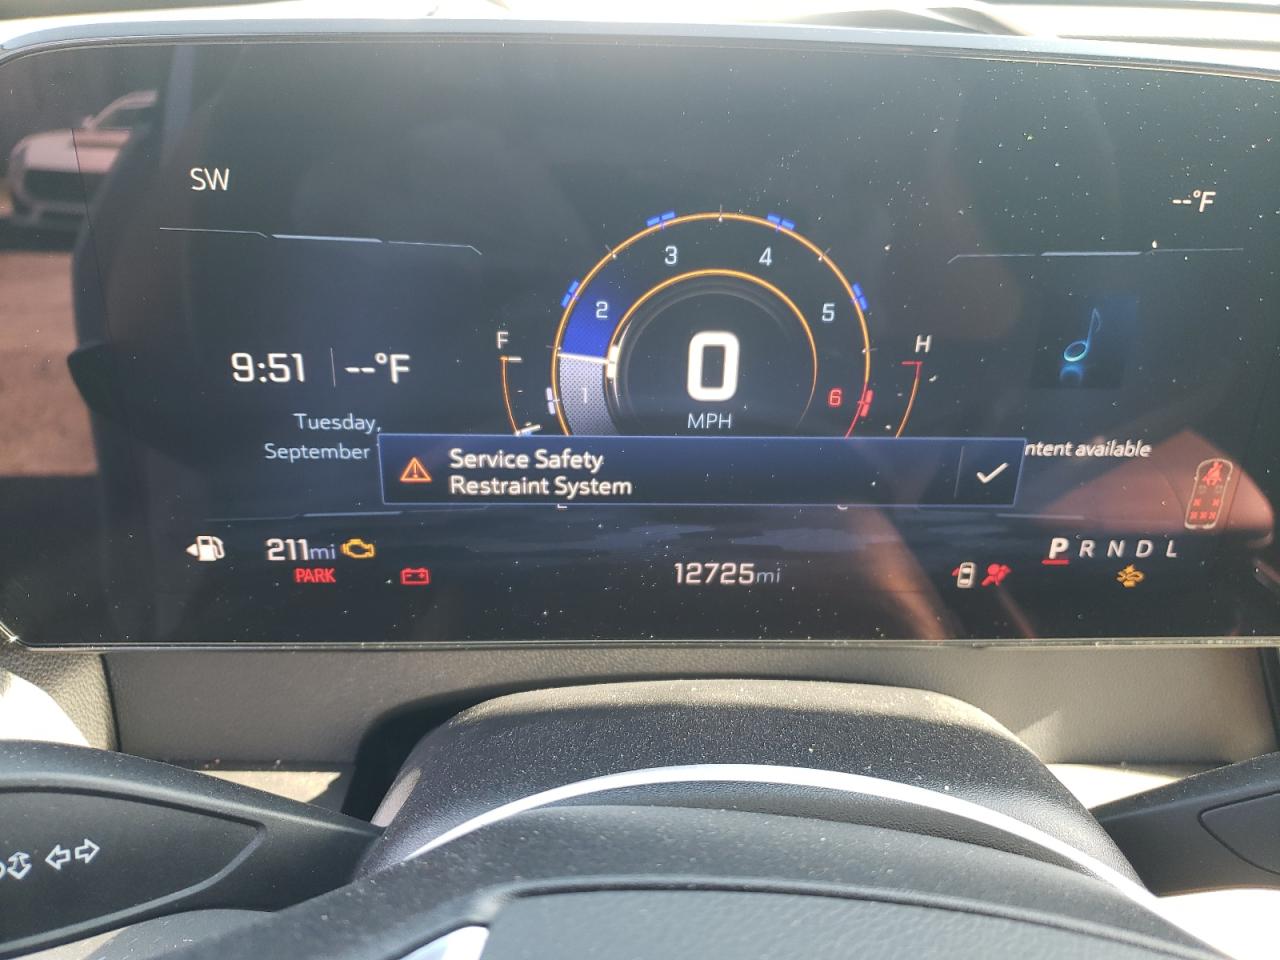 SW
--°F
3
4
2
5
F
H
9:51 --°F
0
1
6
MPH
Tuesday,
September
ntent available
Service Safety
Restraint System
211mi
P R N D L
PARK
12725mi